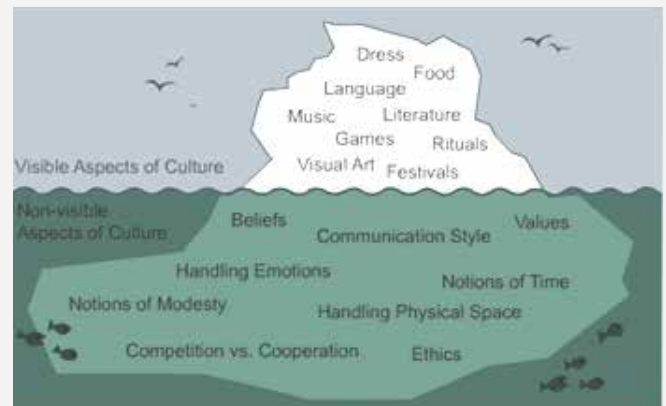 Dress
Food
Language
Music
Literature
Games
Rituals
Visual Art
Festivals
Visible Aspects of Culture
Non-visible
Aspects of Culture
Beliefs
Values
Communication Style
Handling Emotions
Notions of Time
Notions of Modesty
Handling Physical Space
Competition vs. Cooperation
Ethics